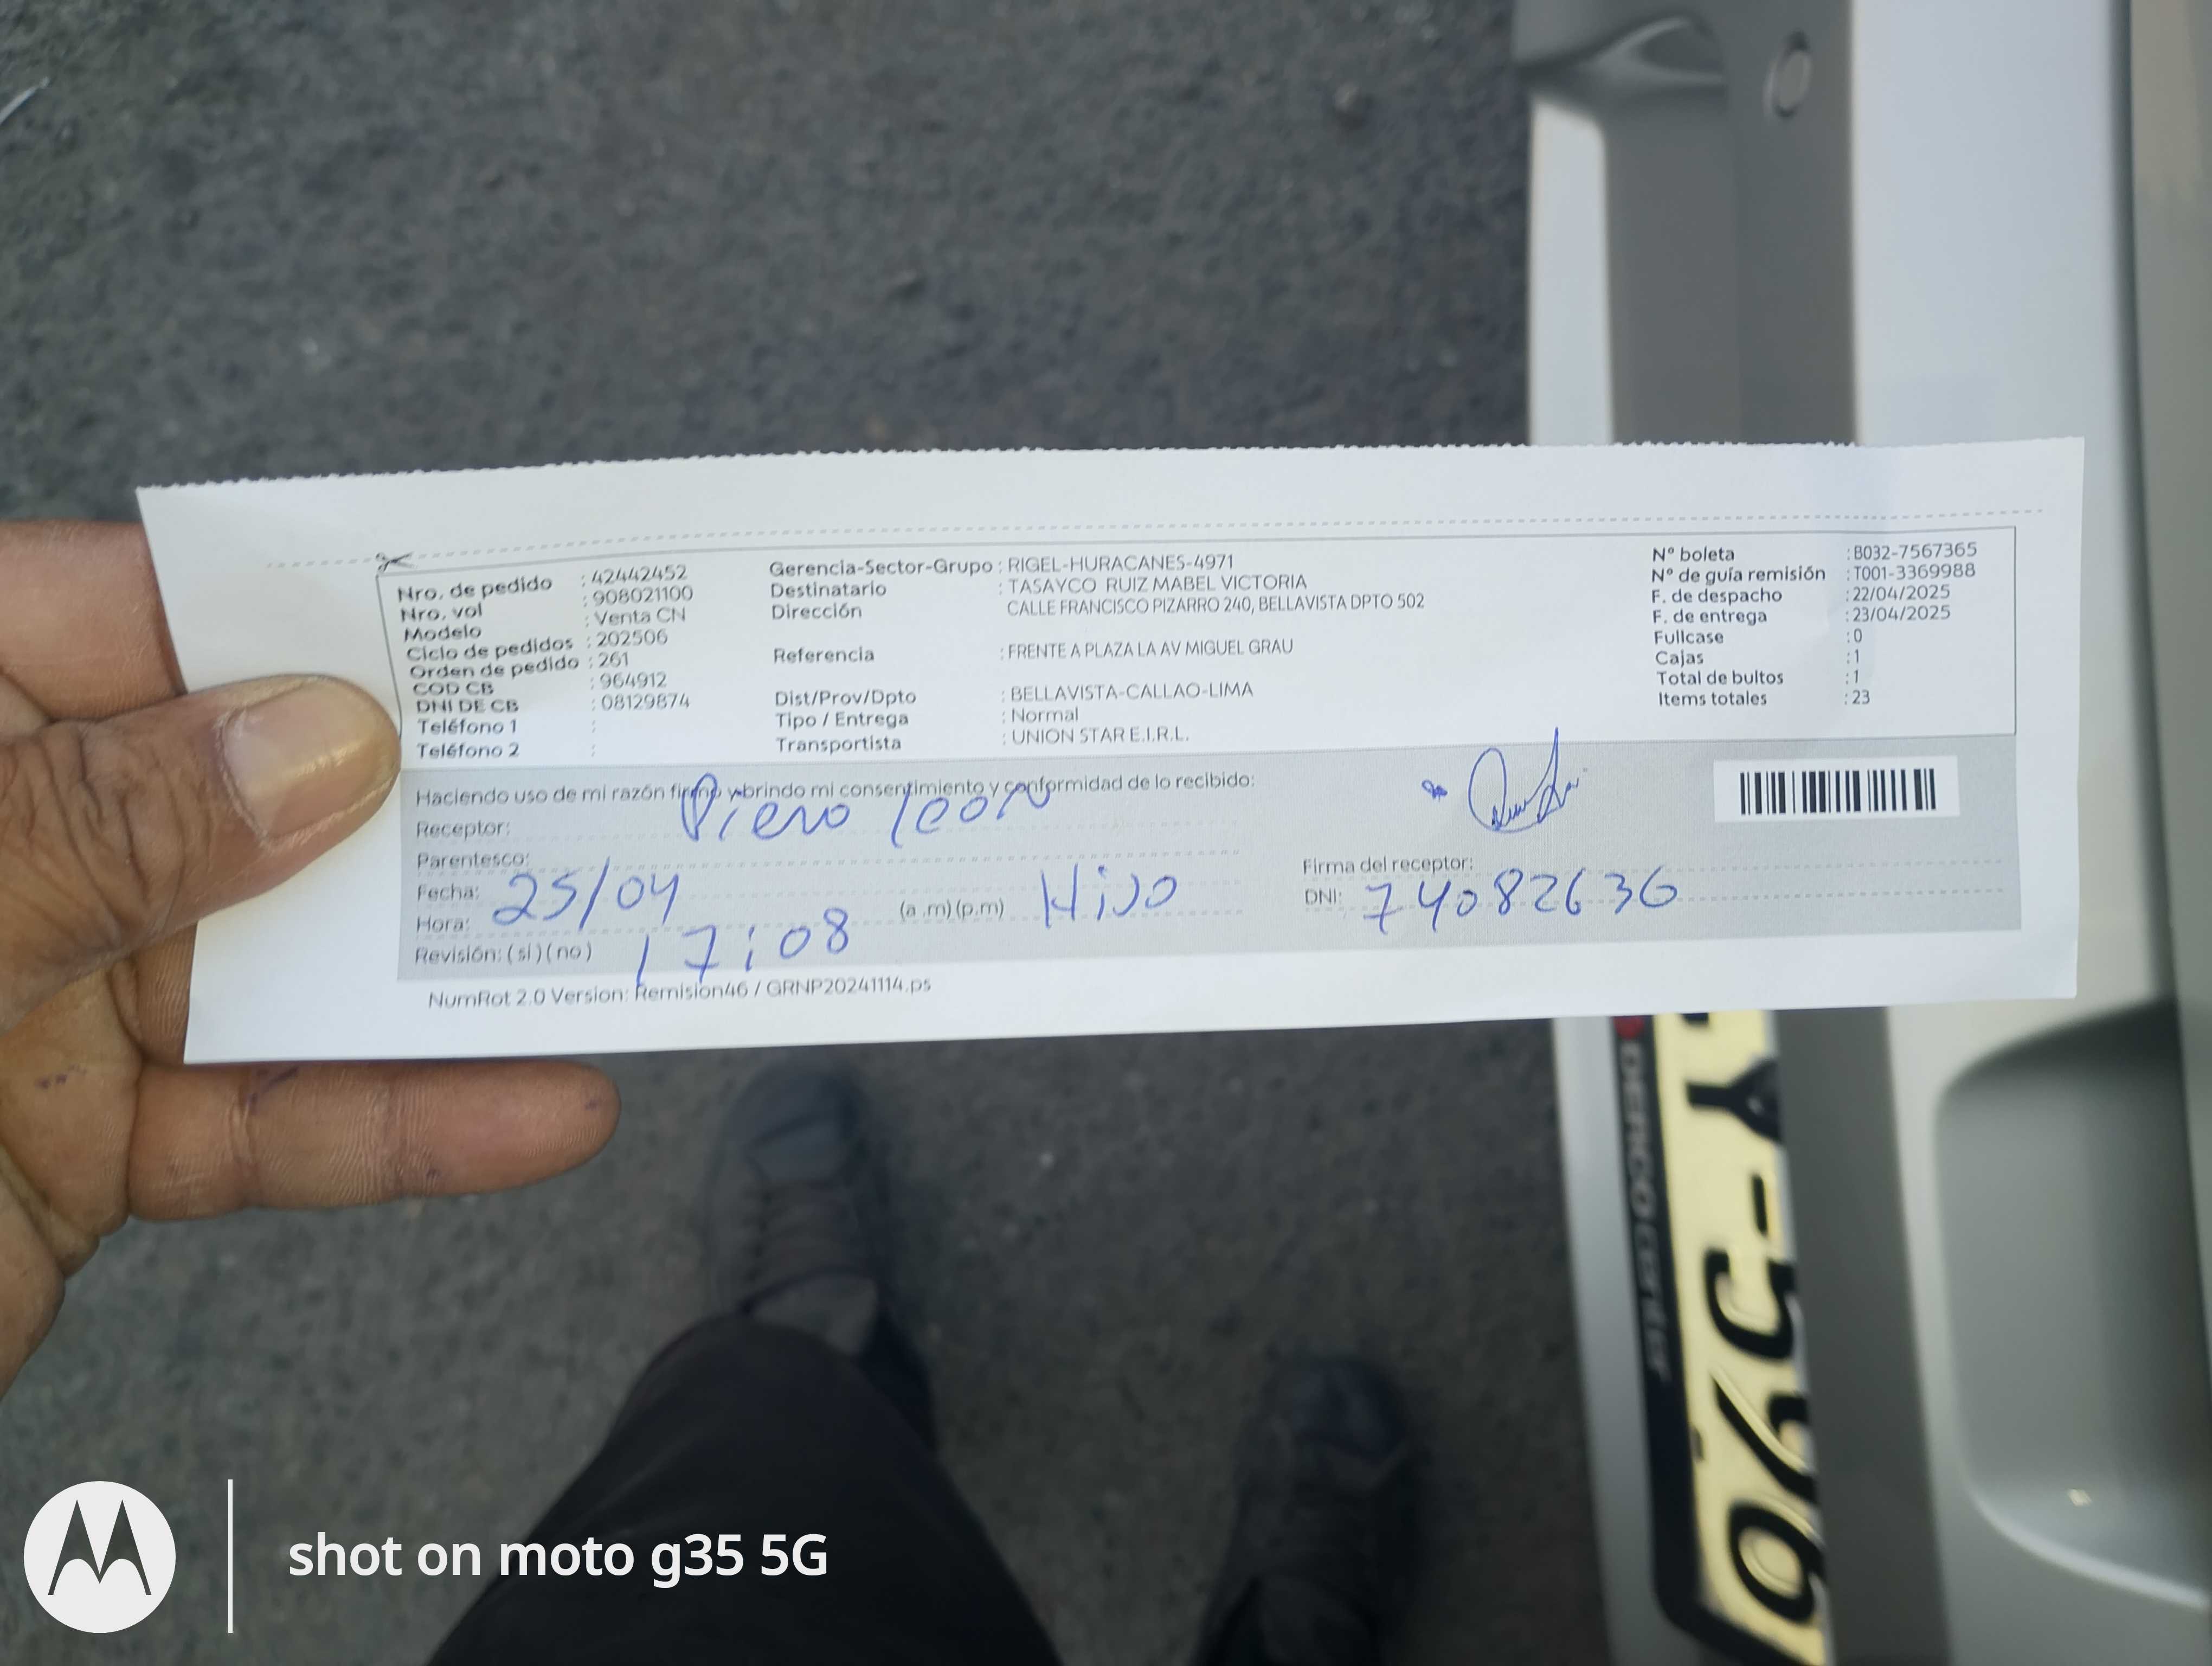 Nro. de pedido : 42442452
Nro. vol : 908021100
Modelo : Venta CN
Ciclo de pedidos : 202506
Orden de pedido : 261
COD CB : 964912
DNI DE CB : 08129874
Teléfono 1 :
Teléfono 2 :
Gerencia-Sector-Grupo : RIGEL-HURACANES-4971
Destinatario : TASAYCO RUIZ MABEL VICTORIA
Dirección CALLE FRANCISCO PIZARRO 240, BELLAVISTA DPTO 502
Referencia : FRENTE A PLAZA LA AV MIGUEL GRAU
Dist/Prov/Dpto : BELLAVISTA-CALLAO-LIMA
Tipo / Entrega : Normal
Transportista : UNION STAR E.I.R.L.
Nº boleta : B032-7567365
Nº de guía remisión : T001-3369988
F. de despacho : 22/04/2025
F. de entrega : 23/04/2025
Fullcase : 0
Cajas : 1
Total de bultos : 1
Items totales : 23
Haciendo uso de mi razón firmo y brindo mi consentimiento y conformidad de lo recibido:
Receptor: Piero leon
Parentesco:
Fecha: 25/04
Hora: 17:08 (a .m) (p.m) Hijo
Revisión: ( si ) ( no )
Firma del receptor:
DNI: 74082636
NumRot 2.0 Version: Remision46 / GRNP20241114.ps
DERCO center
shot on moto g35 5G